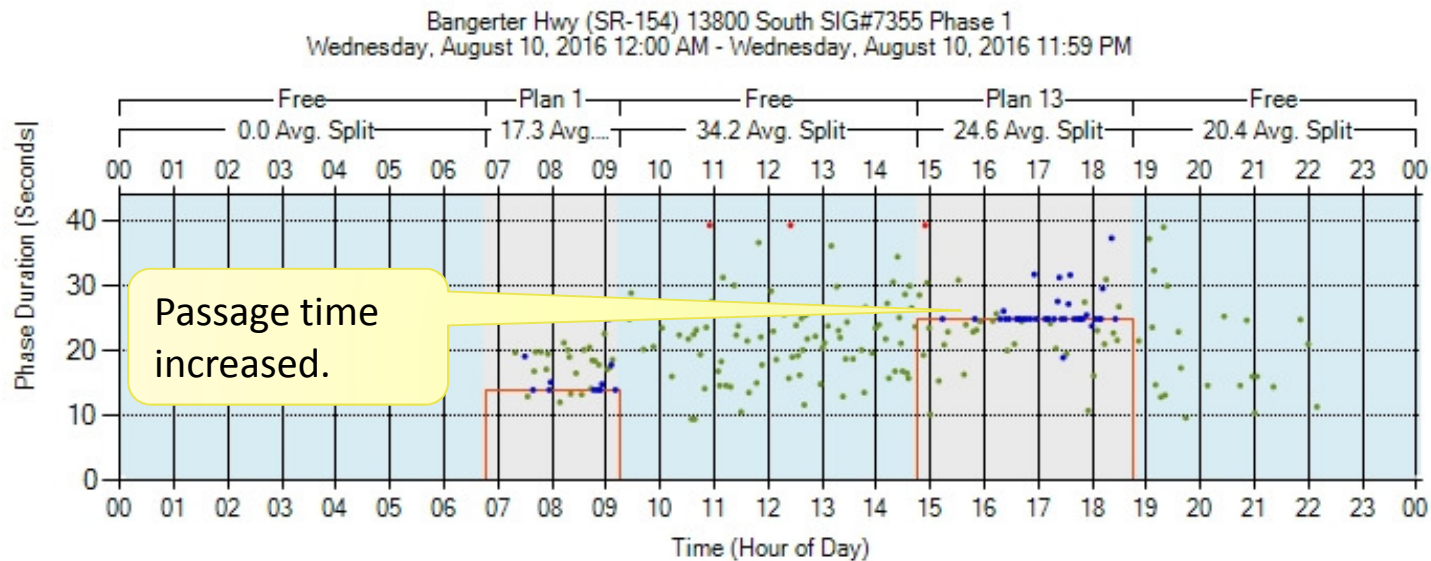 Bangerter Hwy (SR-154) 13800 South SIG#7355 Phase 1
Wednesday, August 10, 2016 12:00 AM - Wednesday, August 10, 2016 11:59 PM
Free Plan 1 Free Plan 13 Free
0.0 Avg. Split 17.3 Avg.... 34.2 Avg. Split 24.6 Avg. Split 20.4 Avg. Split
00 01 02 03 04 05 06 07 08 09 10 11 12 13 14 15 16 17 18 19 20 21 22 23 00
Phase Duration (Seconds)
40
30
20
10
0
Passage time
increased.
00 01 02 03 04 05 06 07 08 09 10 11 12 13 14 15 16 17 18 19 20 21 22 23 00
Time (Hour of Day)